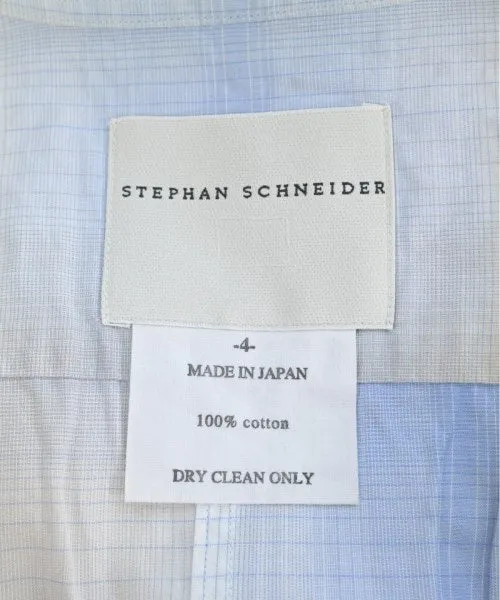 STEPHAN SCHNEIDER
-4-
MADE IN JAPAN
100% cotton
DRY CLEAN ONLY